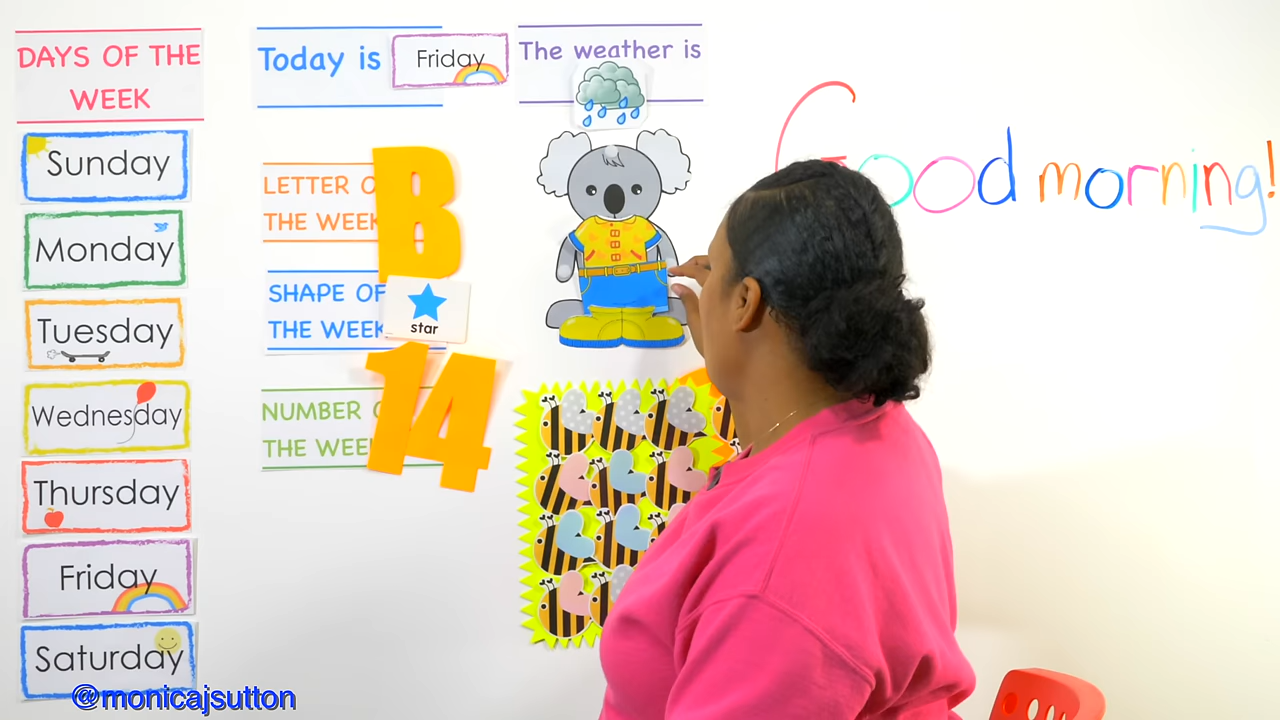 DAYS OF THE
WEEK
Sunday
Monday
Tuesday
Wednesday
Thursday
Friday
Saturday
Today is Friday
LETTER O
THE WEEK
B
SHAPE OF
THE WEEK
star
NUMBER O
THE WEEK
14
The weather is
Good morning!
@monicajsutton